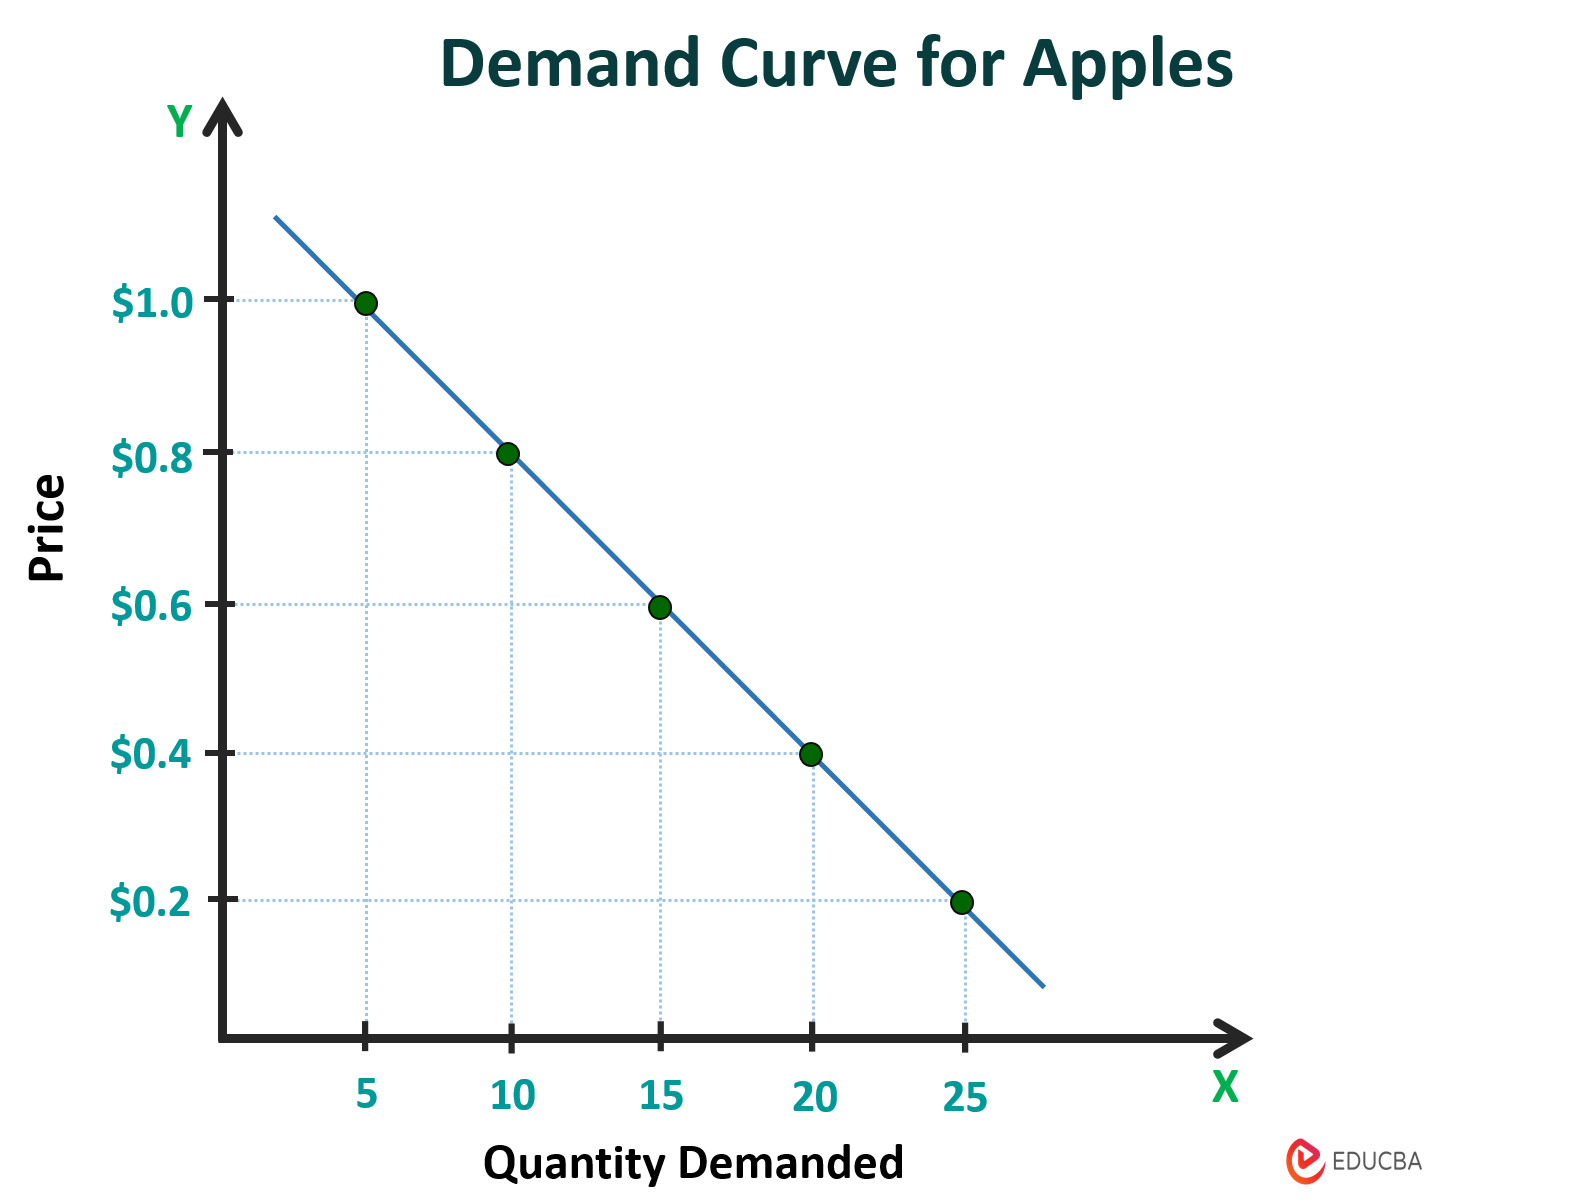 Demand Curve for Apples
Y
$1.0
$0.8
Price
$0.6
$0.4
$0.2
5 10 15 20 25
X
Quantity Demanded
EDUCBA